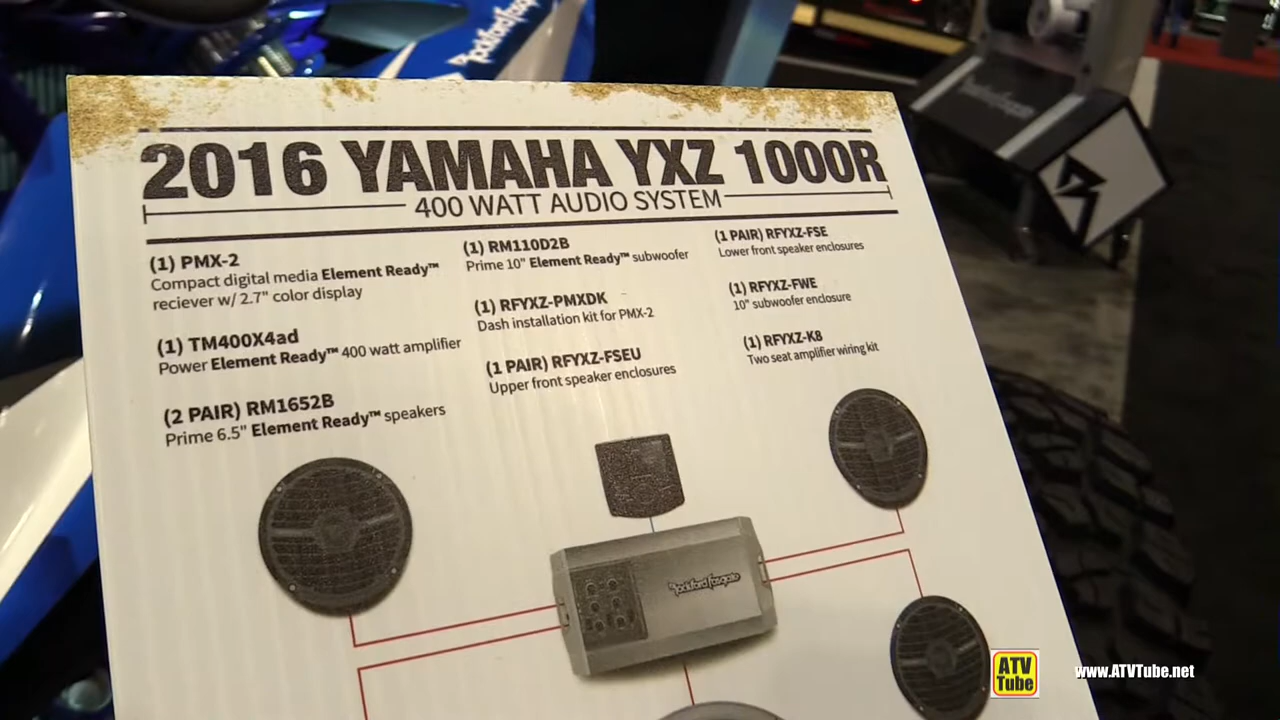 Rockford Fosgate
2016 YAMAHA YXZ 1000R
400 WATT AUDIO SYSTEM
(1) PMX-2
Compact digital media Element Ready™
reciever w/ 2.7" color display
(1) TM400X4ad
Power Element Ready™ 400 watt amplifier
(2 PAIR) RM1652B
Prime 6.5" Element Ready™ speakers
(1) RM110D2B
Prime 10" Element Ready™ subwoofer
(1) RFYXZ-PMXDK
Dash installation kit for PMX-2
(1 PAIR) RFYXZ-FSEU
Upper front speaker enclosures
(1 PAIR) RFYXZ-FSE
Lower front speaker enclosures
(1) RFYXZ-FWE
10" subwoofer enclosure
(1) RFYXZ-K8
Two seat amplifier wiring kit
Rockford Fosgate
ATV
Tube
www.ATVTube.net